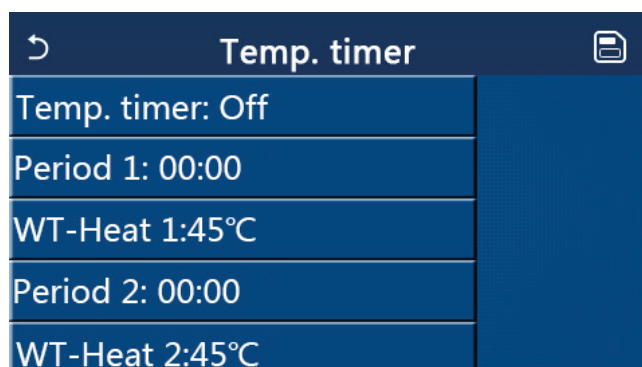 Temp. timer
Temp. timer: Off
Period 1: 00:00
WT-Heat 1:45℃
Period 2: 00:00
WT-Heat 2:45℃